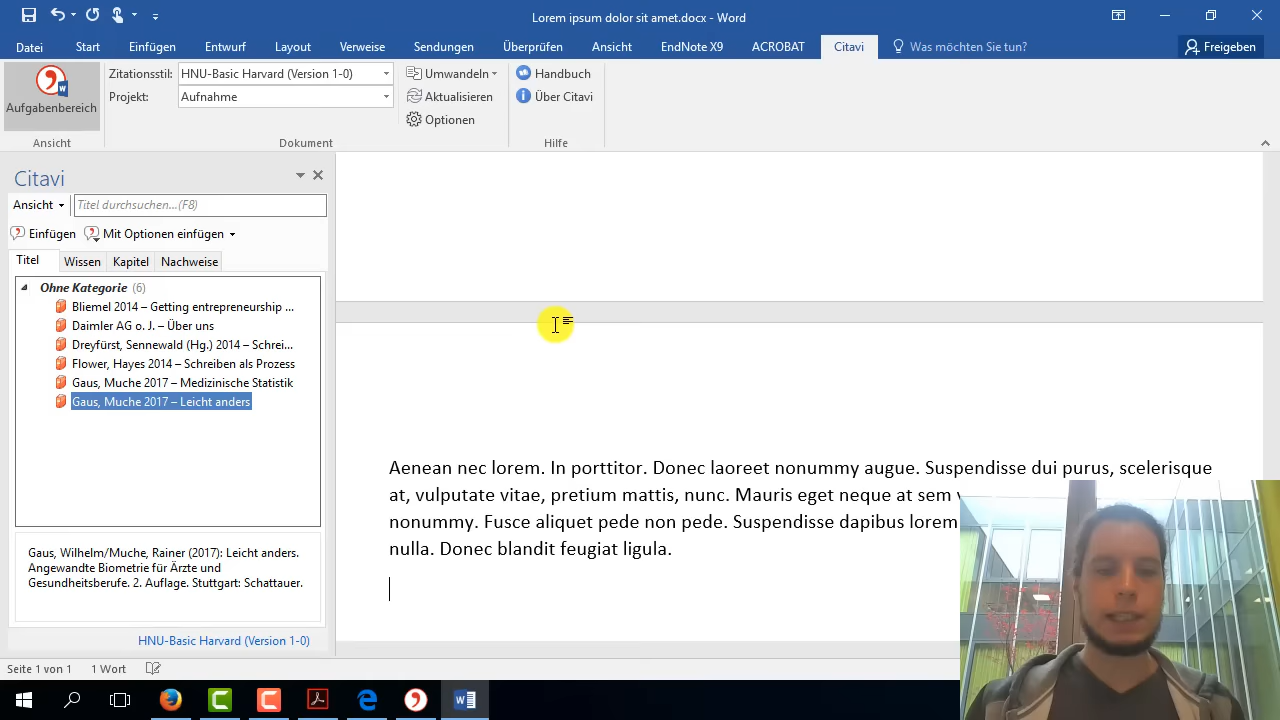 Lorem ipsum dolor sit amet.docx - Word
Datei Start Einfügen Entwurf Layout Verweise Sendungen Überprüfen Ansicht EndNote X9 ACROBAT Citavi Was möchten Sie tun? Freigeben
Zitationsstil: HNU-Basic Harvard (Version 1-0) Umwandeln Handbuch
Projekt: Aufnahme Aktualisieren Über Citavi
Aufgabenbereich
Optionen
Ansicht Dokument Hilfe
Citavi
Ansicht Titel durchsuchen...(F8)
Einfügen Mit Optionen einfügen
Titel Wissen Kapitel Nachweise
Ohne Kategorie (6)
Bliemel 2014 – Getting entrepreneurship ...
Daimler AG o. J. – Über uns
Dreyfürst, Sennewald (Hg.) 2014 – Schrei...
Flower, Hayes 2014 – Schreiben als Prozess
Gaus, Muche 2017 – Medizinische Statistik
Gaus, Muche 2017 – Leicht anders
Gaus, Wilhelm/Muche, Rainer (2017): Leicht anders.
Angewandte Biometrie für Ärzte und
Gesundheitsberufe. 2. Auflage. Stuttgart: Schattauer.
HNU-Basic Harvard (Version 1-0)
Aenean nec lorem. In porttitor. Donec laoreet nonummy augue. Suspendisse dui purus, scelerisque
at, vulputate vitae, pretium mattis, nunc. Mauris eget neque at sem
nonummy. Fusce aliquet pede non pede. Suspendisse dapibus lorem
nulla. Donec blandit feugiat ligula.
Seite 1 von 1 1 Wort